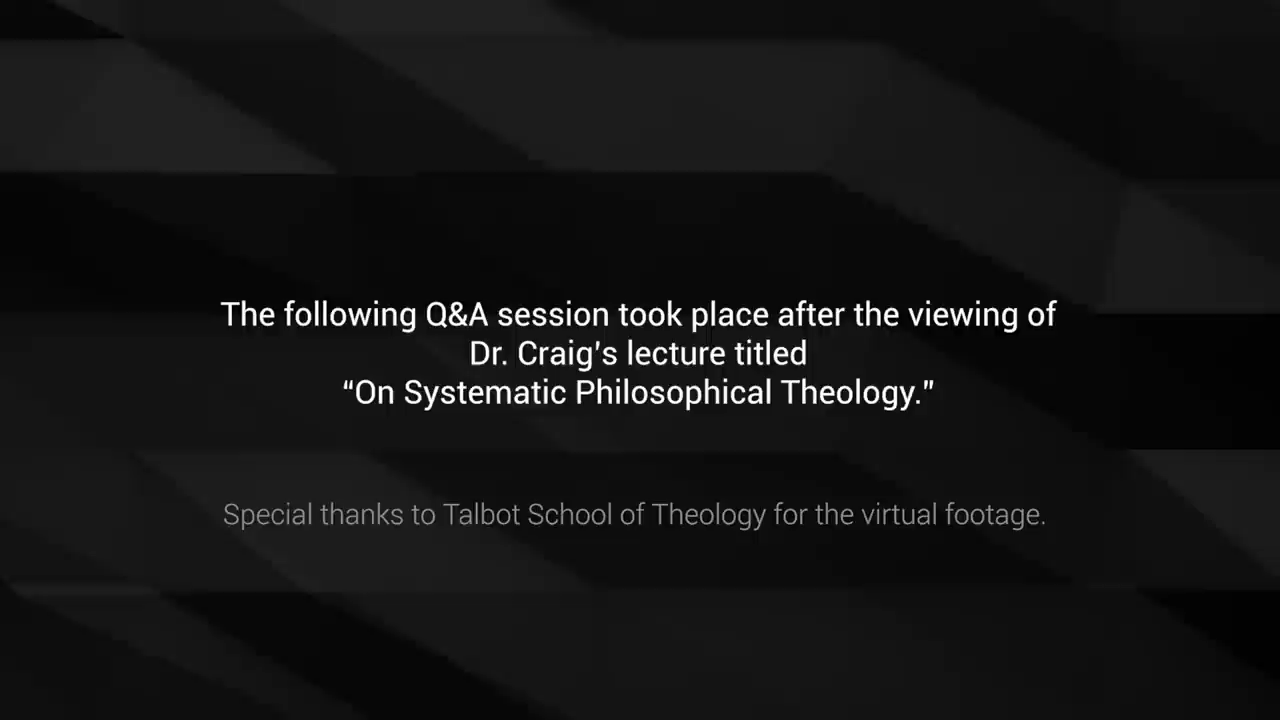 The following Q&A session took place after the viewing of
Dr. Craig's lecture titled
“On Systematic Philosophical Theology.”
Special thanks to Talbot School of Theology for the virtual footage.